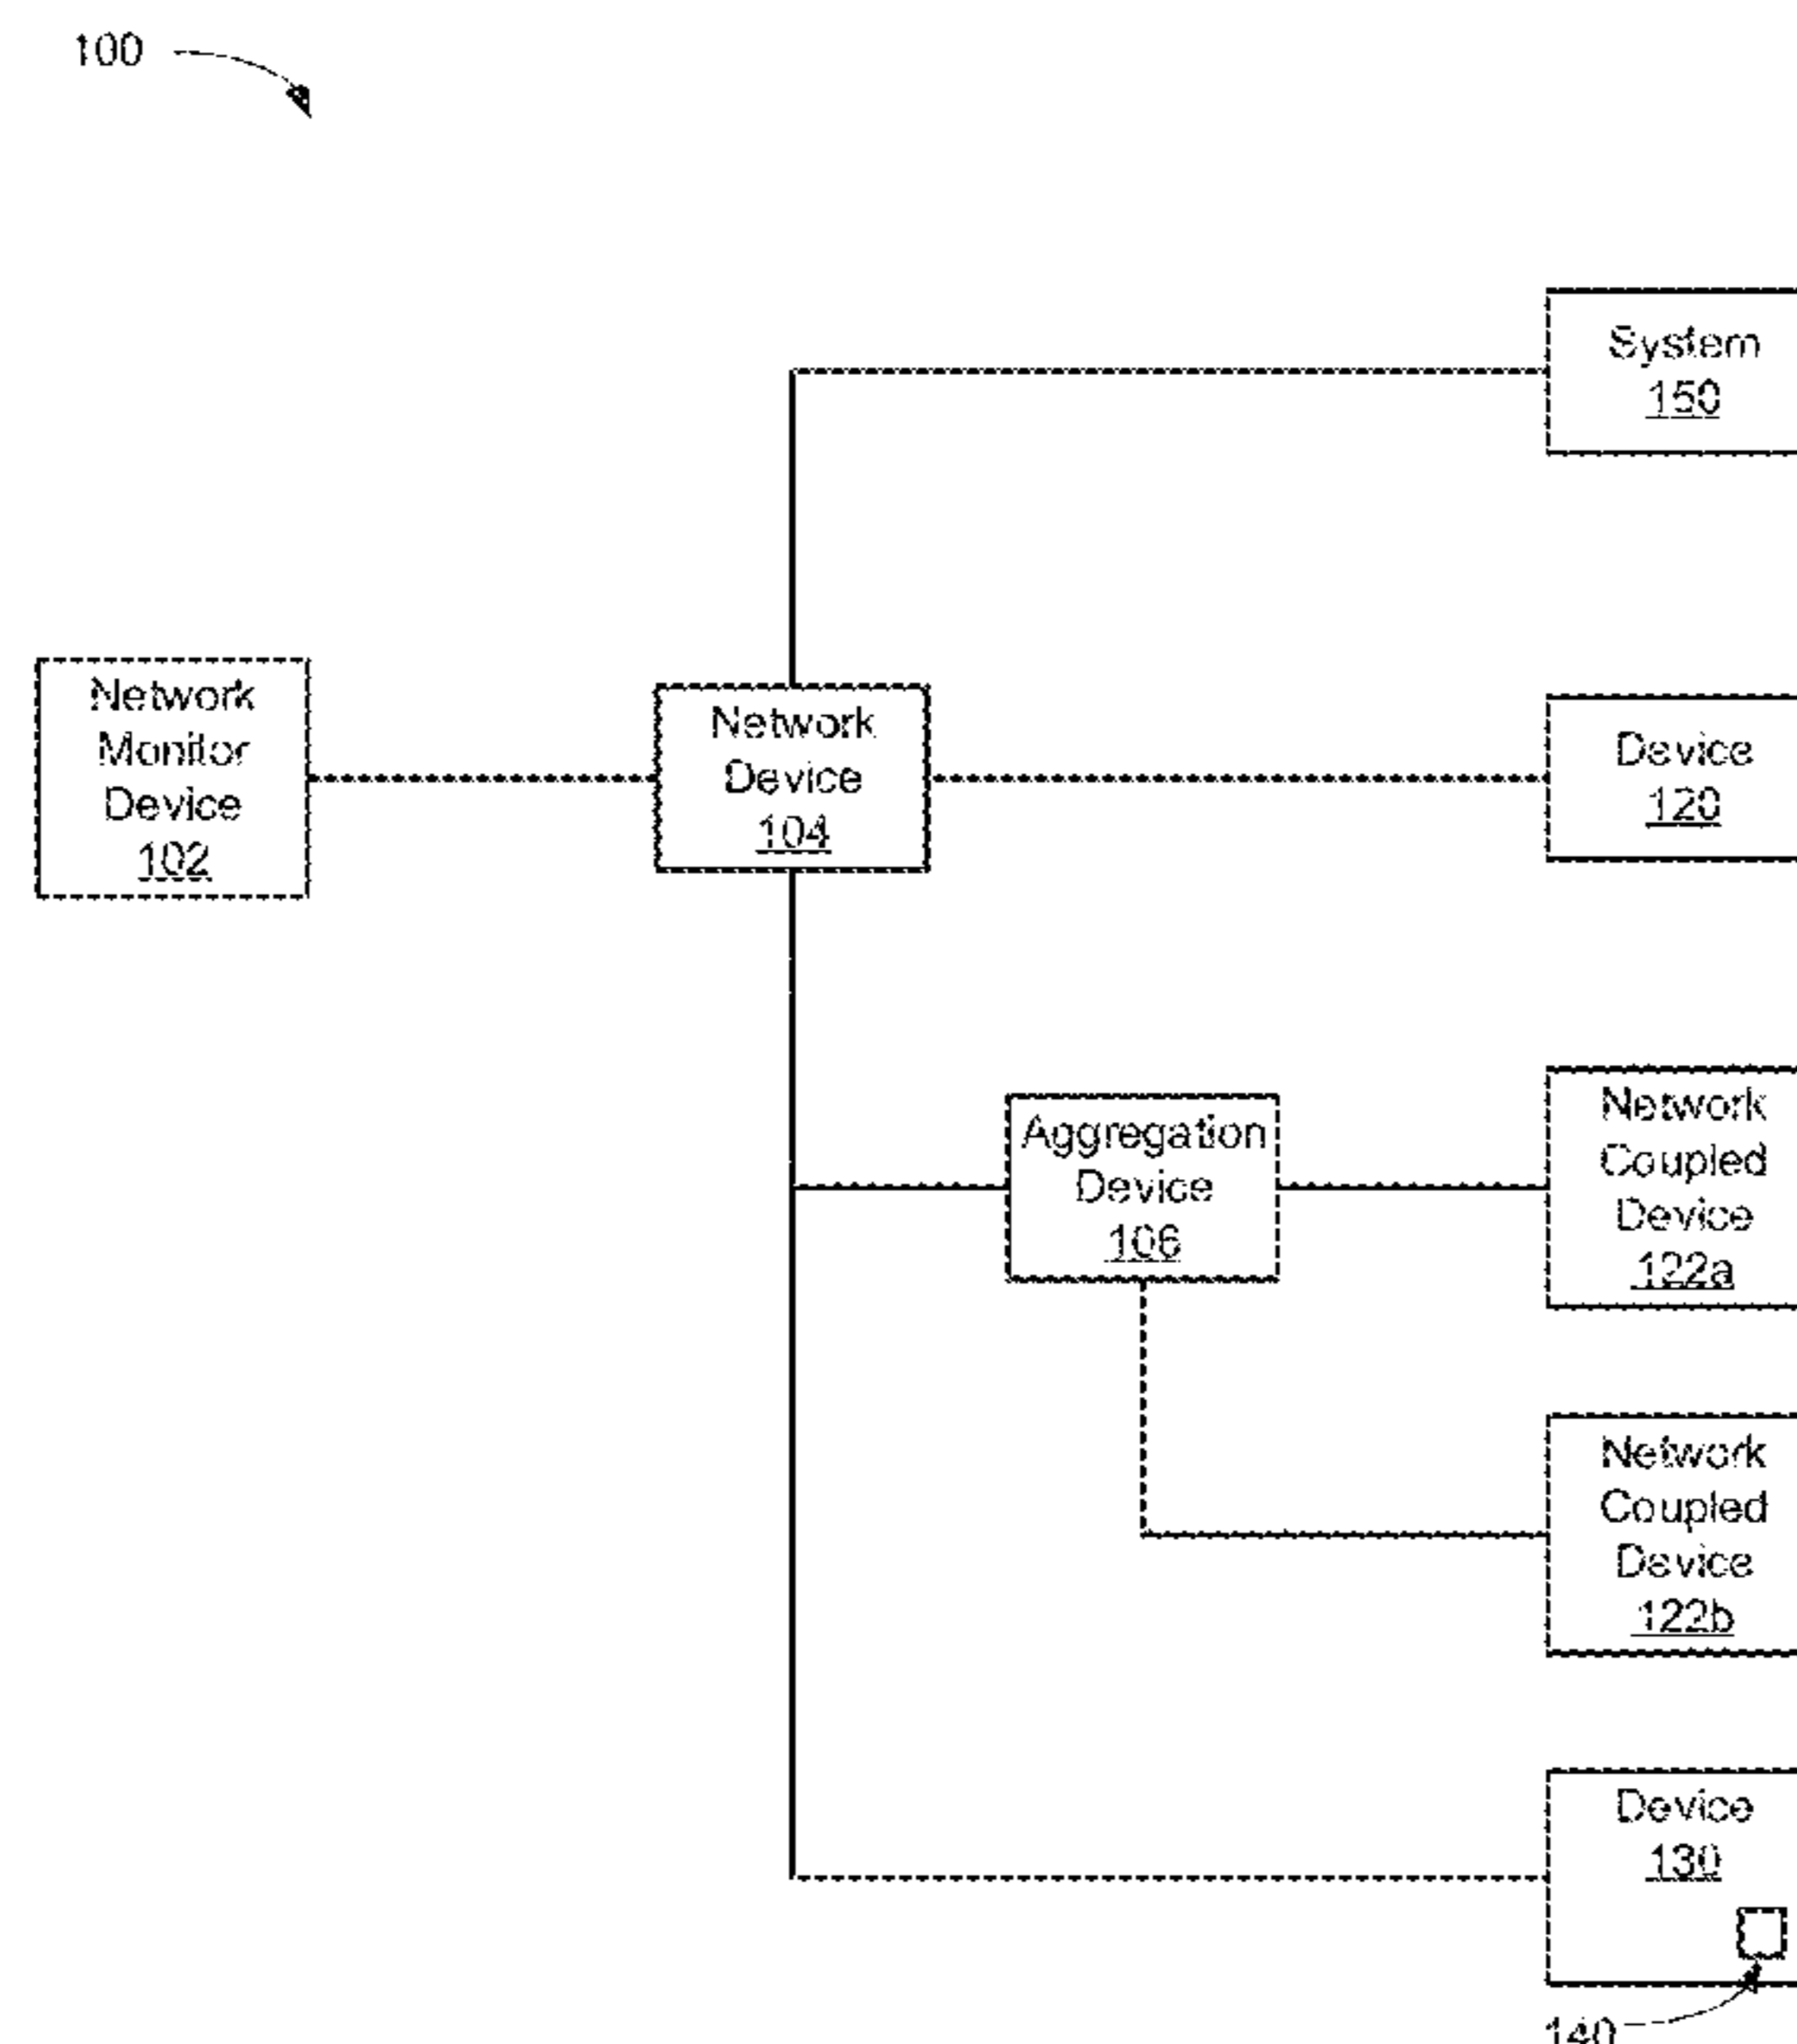 100
System
150
Network
Monitor
Device
102
Network
Device
104
Device
120
Aggregation
Device
106
Network
Coupled
Device
122a
Network
Coupled
Device
122b
Device
130
140